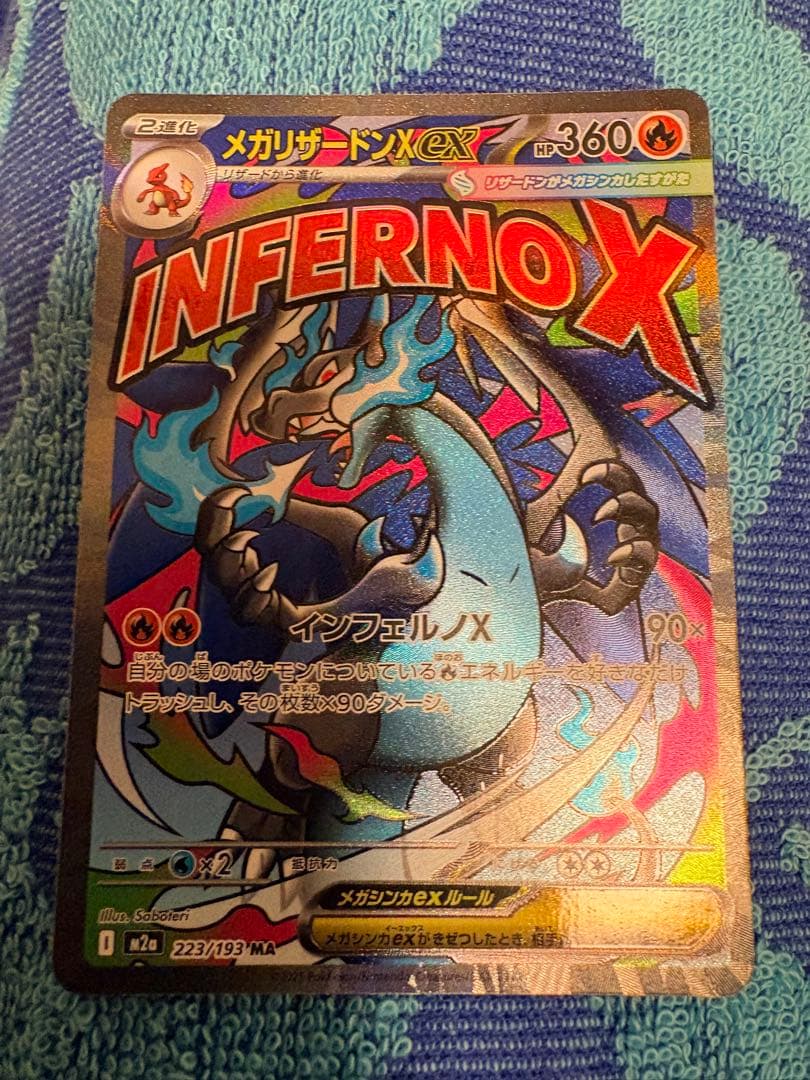 2進化
メガリザードンXex
HP360
リザードから進化
リザードンがメガシンカしたすがた
INFERNO X
インフェルノX 90×
自分の場のポケモンについているエネルギーを好きなだけ
トラッシュし、その枚数×90ダメージ。
弱点 ×2 抵抗力
メガシンカexルール
メガシンカexがきぜつしたとき、相手
Illus. Saboteri
I M2a 223/193 MA